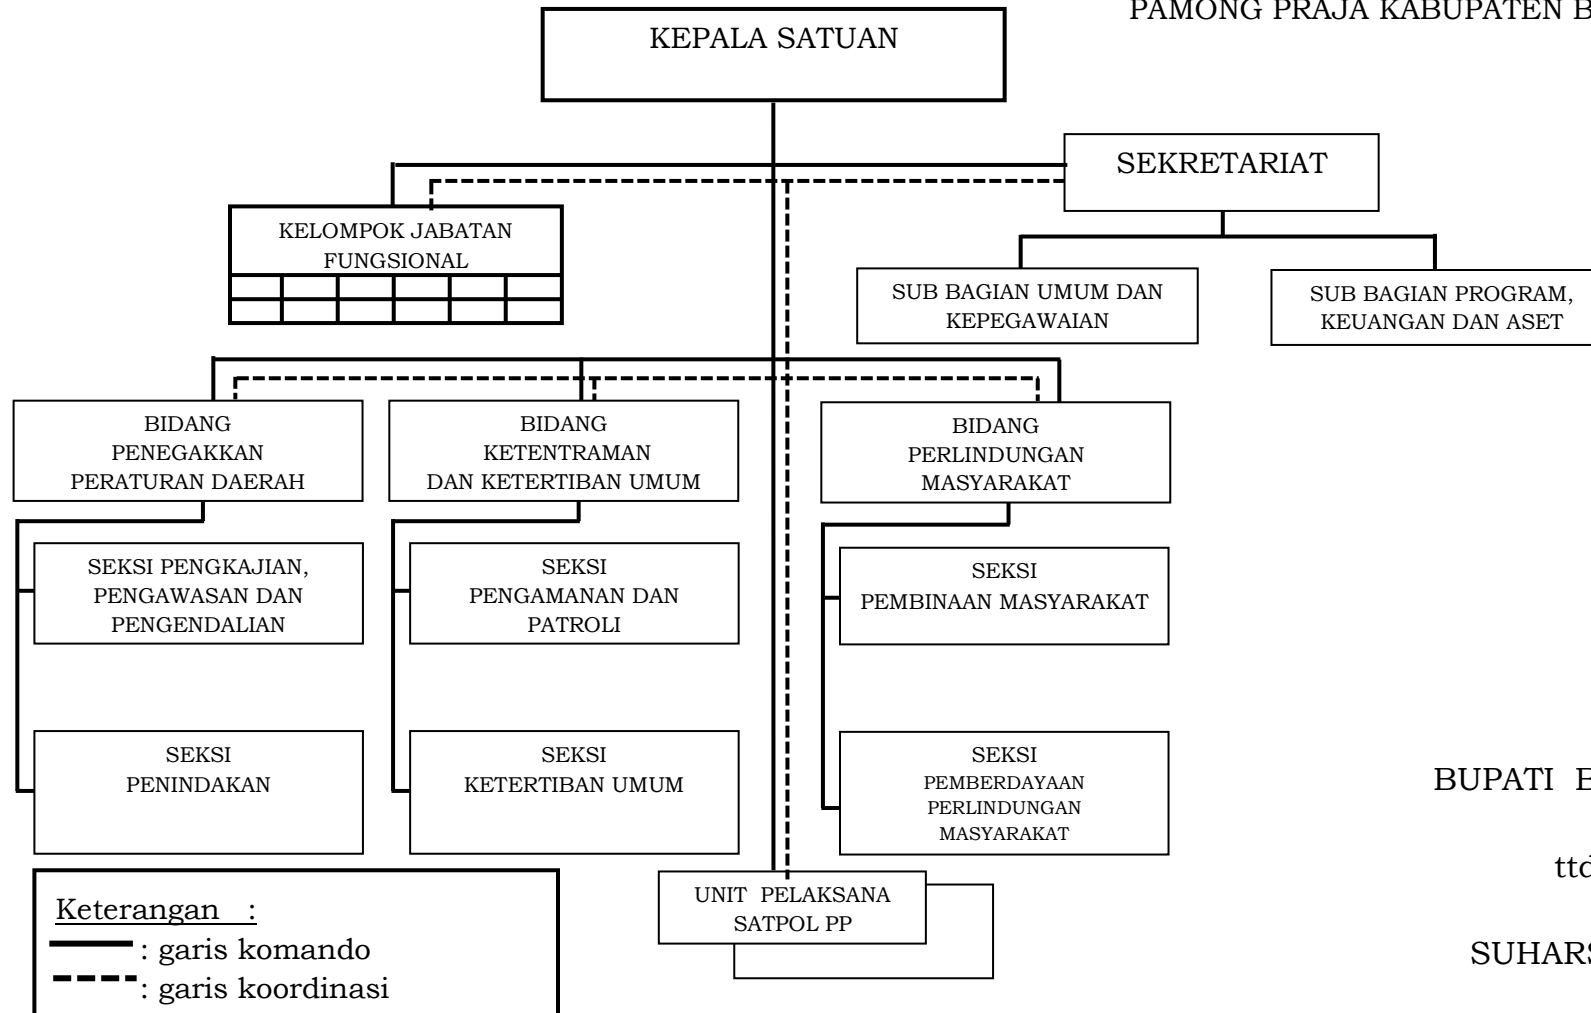 PAMONG PRAJA KABUPATEN B
KEPALA SATUAN
SEKRETARIAT
KELOMPOK JABATAN
FUNGSIONAL
SUB BAGIAN UMUM DAN
KEPEGAWAIAN
SUB BAGIAN PROGRAM,
KEUANGAN DAN ASET
BIDANG
PENEGAKKAN
PERATURAN DAERAH
BIDANG
KETENTRAMAN
DAN KETERTIBAN UMUM
BIDANG
PERLINDUNGAN
MASYARAKAT
SEKSI PENGKAJIAN,
PENGAWASAN DAN
PENGENDALIAN
SEKSI
PENGAMANAN DAN
PATROLI
SEKSI
PEMBINAAN MASYARAKAT
SEKSI
PENINDAKAN
SEKSI
KETERTIBAN UMUM
SEKSI
PEMBERDAYAAN
PERLINDUNGAN
MASYARAKAT
BUPATI B
ttd
SUHARS
UNIT PELAKSANA
SATPOL PP
Keterangan :
: garis komando
: garis koordinasi